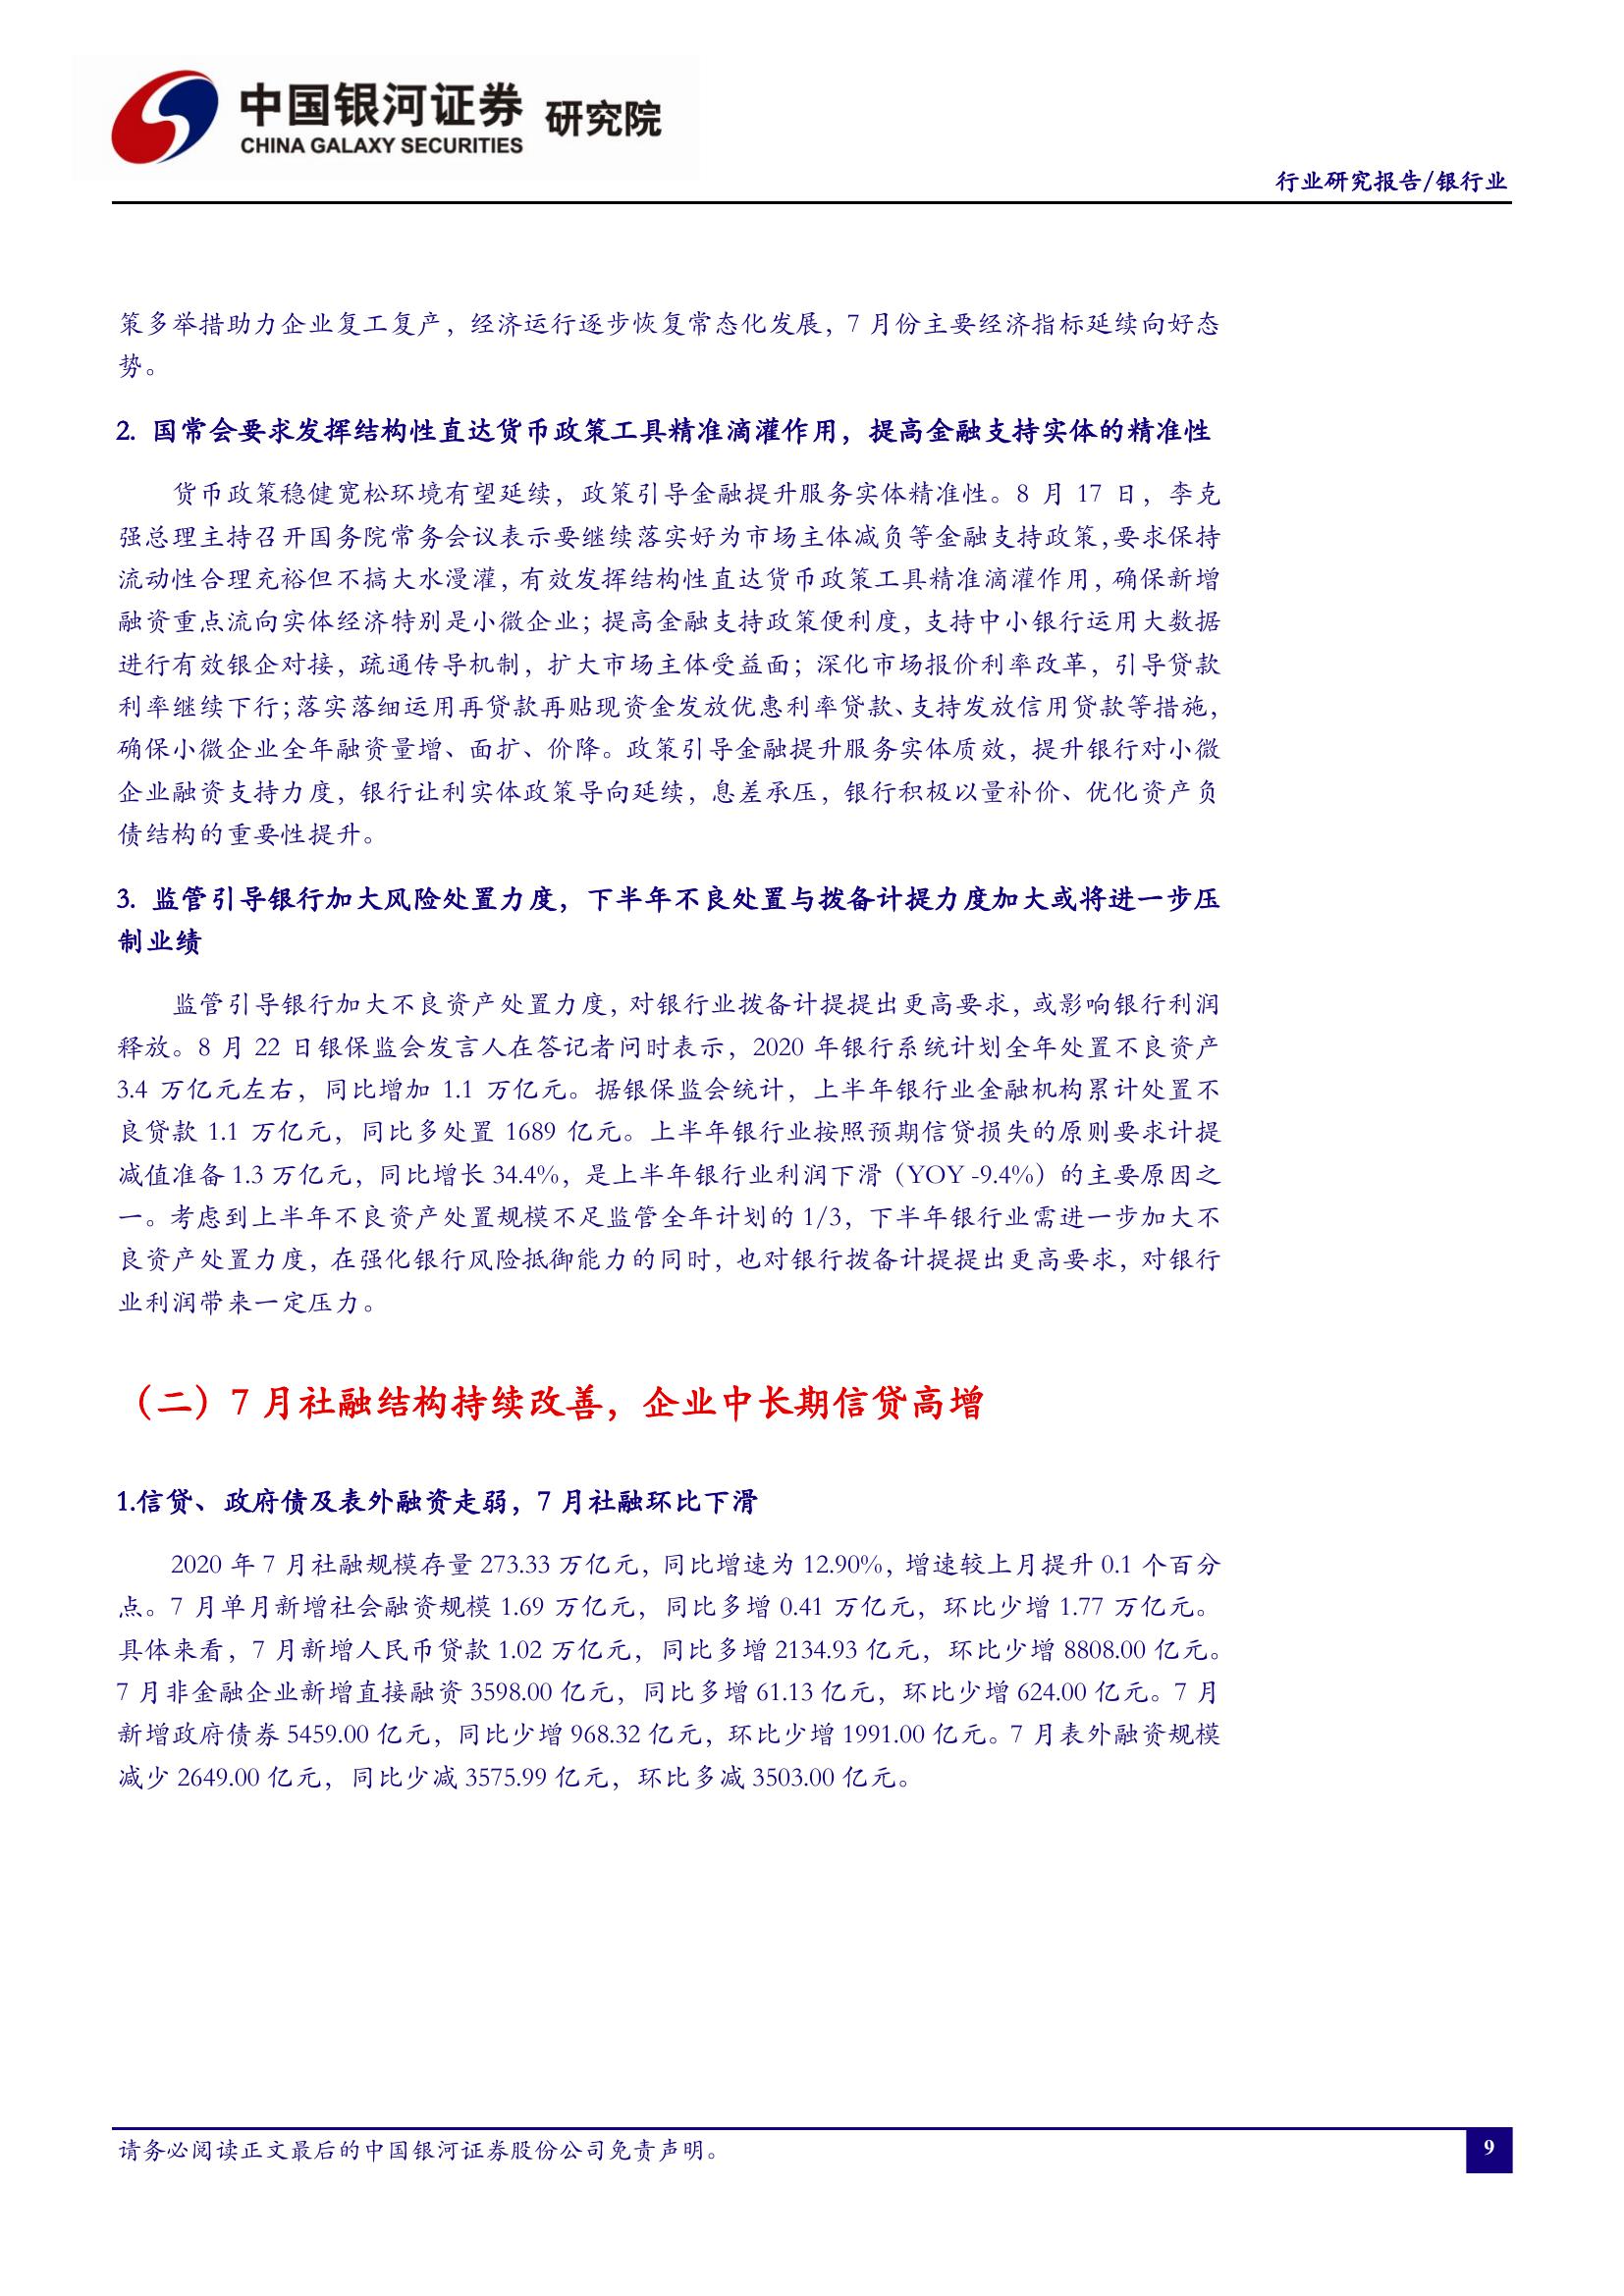 中国银河证券 研究院
CHINA GALAXY SECURITIES
行业研究报告/银行业
策多举措助力企业复工复产，经济运行逐步恢复常态化发展，7 月份主要经济指标延续向好态
势。
2. 国常会要求发挥结构性直达货币政策工具精准滴灌作用，提高金融支持实体的精准性
货币政策稳健宽松环境有望延续，政策引导金融提升服务实体精准性。8 月 17 日，李克
强总理主持召开国务院常务会议表示要继续落实好为市场主体减负等金融支持政策，要求保持
流动性合理充裕但不搞大水漫灌，有效发挥结构性直达货币政策工具精准滴灌作用，确保新增
融资重点流向实体经济特别是小微企业；提高金融支持政策便利度，支持中小银行运用大数据
进行有效银企对接，疏通传导机制，扩大市场主体受益面；深化市场报价利率改革，引导贷款
利率继续下行；落实落细运用再贷款再贴现资金发放优惠利率贷款、支持发放信用贷款等措施，
确保小微企业全年融资量增、面扩、价降。政策引导金融提升服务实体质效，提升银行对小微
企业融资支持力度，银行让利实体政策导向延续，息差承压，银行积极以量补价、优化资产负
债结构的重要性提升。
3. 监管引导银行加大风险处置力度，下半年不良处置与拨备计提力度加大或将进一步压
制业绩
监管引导银行加大不良资产处置力度，对银行业拨备计提提出更高要求，或影响银行利润
释放。8 月 22 日银保监会发言人在答记者问时表示，2020 年银行系统计划全年处置不良资产
3.4 万亿元左右，同比增加 1.1 万亿元。据银保监会统计，上半年银行业金融机构累计处置不
良贷款 1.1 万亿元，同比多处置 1689 亿元。上半年银行业按照预期信贷损失的原则要求计提
减值准备 1.3 万亿元，同比增长 34.4%，是上半年银行业利润下滑（YOY -9.4%）的主要原因之
一。考虑到上半年不良资产处置规模不足监管全年计划的 1/3，下半年银行业需进一步加大不
良资产处置力度，在强化银行风险抵御能力的同时，也对银行拨备计提提出更高要求，对银行
业利润带来一定压力。
（二）7 月社融结构持续改善，企业中长期信贷高增
1.信贷、政府债及表外融资走弱，7 月社融环比下滑
2020 年 7 月社融规模存量 273.33 万亿元，同比增速为 12.90%，增速较上月提升 0.1 个百分
点。7 月单月新增社会融资规模 1.69 万亿元，同比多增 0.41 万亿元，环比少增 1.77 万亿元。
具体来看，7 月新增人民币贷款 1.02 万亿元，同比多增 2134.93 亿元，环比少增 8808.00 亿元。
7 月非金融企业新增直接融资 3598.00 亿元，同比多增 61.13 亿元，环比少增 624.00 亿元。7 月
新增政府债券 5459.00 亿元，同比少增 968.32 亿元，环比少增 1991.00 亿元。7 月表外融资规模
减少 2649.00 亿元，同比少减 3575.99 亿元，环比多减 3503.00 亿元。
请务必阅读正文最后的中国银河证券股份公司免责声明。
9